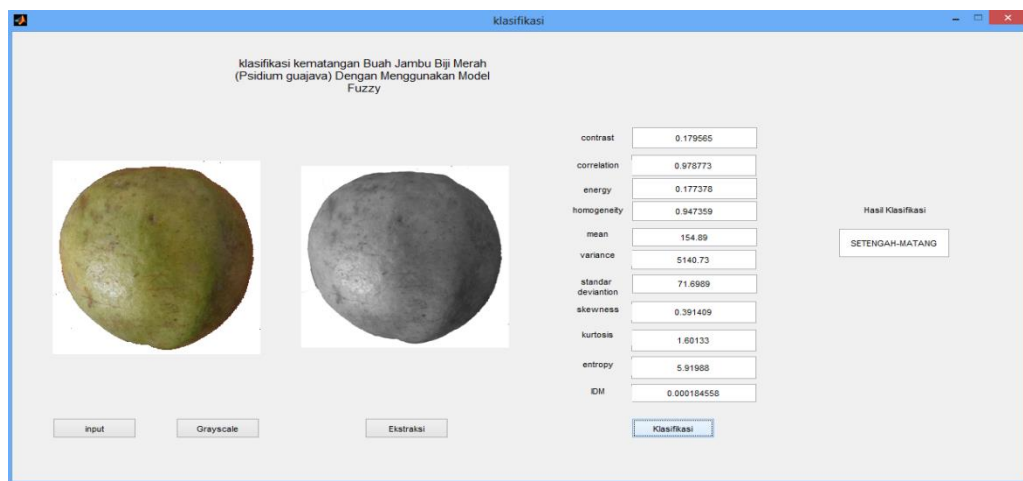 klasifikasi
klasifikasi kematangan Buah Jambu Biji Merah
(Psidium guajava) Dengan Menggunakan Model
Fuzzy
contrast 0.179565
correlation 0.978773
energy 0.177378
homogeneity 0.947359
mean 154.89
variance 5140.73
standar
deviantion 71.6989
skewness 0.391409
kurtosis 1.60133
entropy 5.91988
IDM 0.000184558
Hasil Klasifikasi
SETENGAH-MATANG
input
Grayscale
Ekstraksi
Klasifikasi